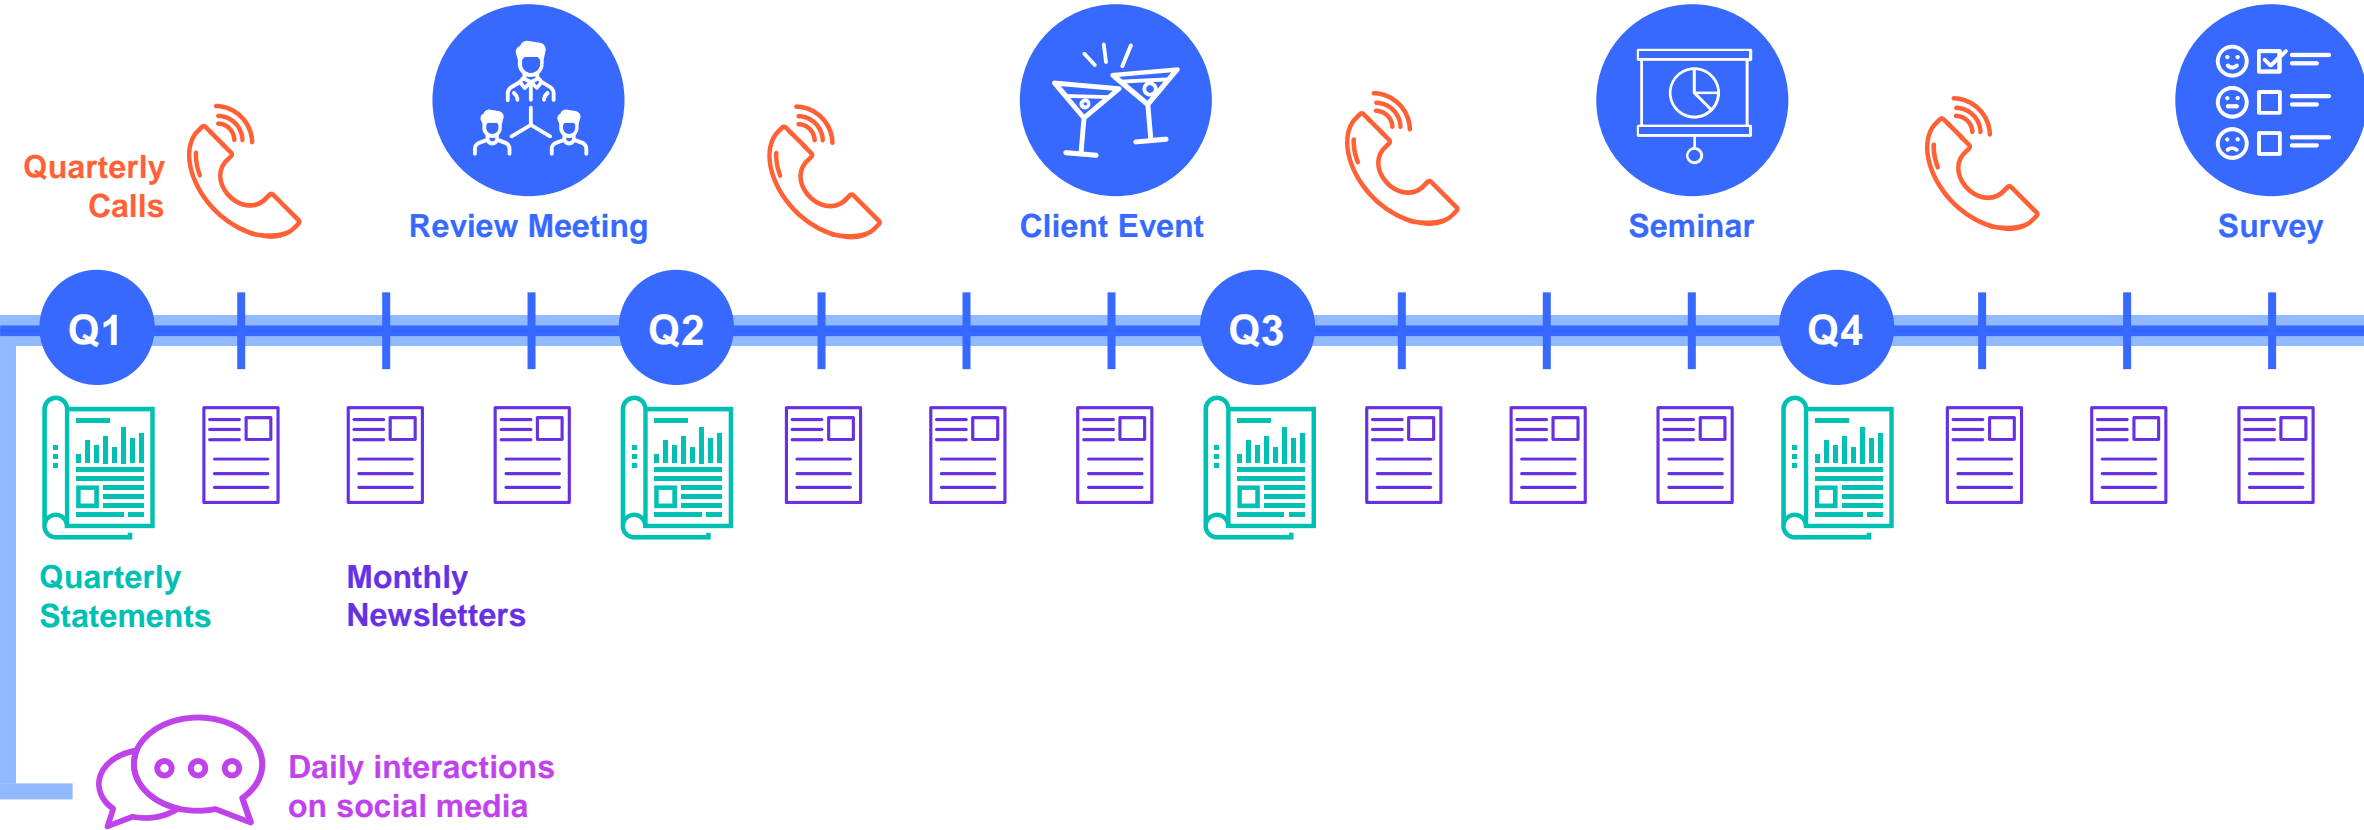 Quarterly
Calls
Review Meeting
Client Event
Seminar
Survey
Q1
Q2
Q3
Q4
Quarterly
Statements
Monthly
Newsletters
Daily interactions
on social media